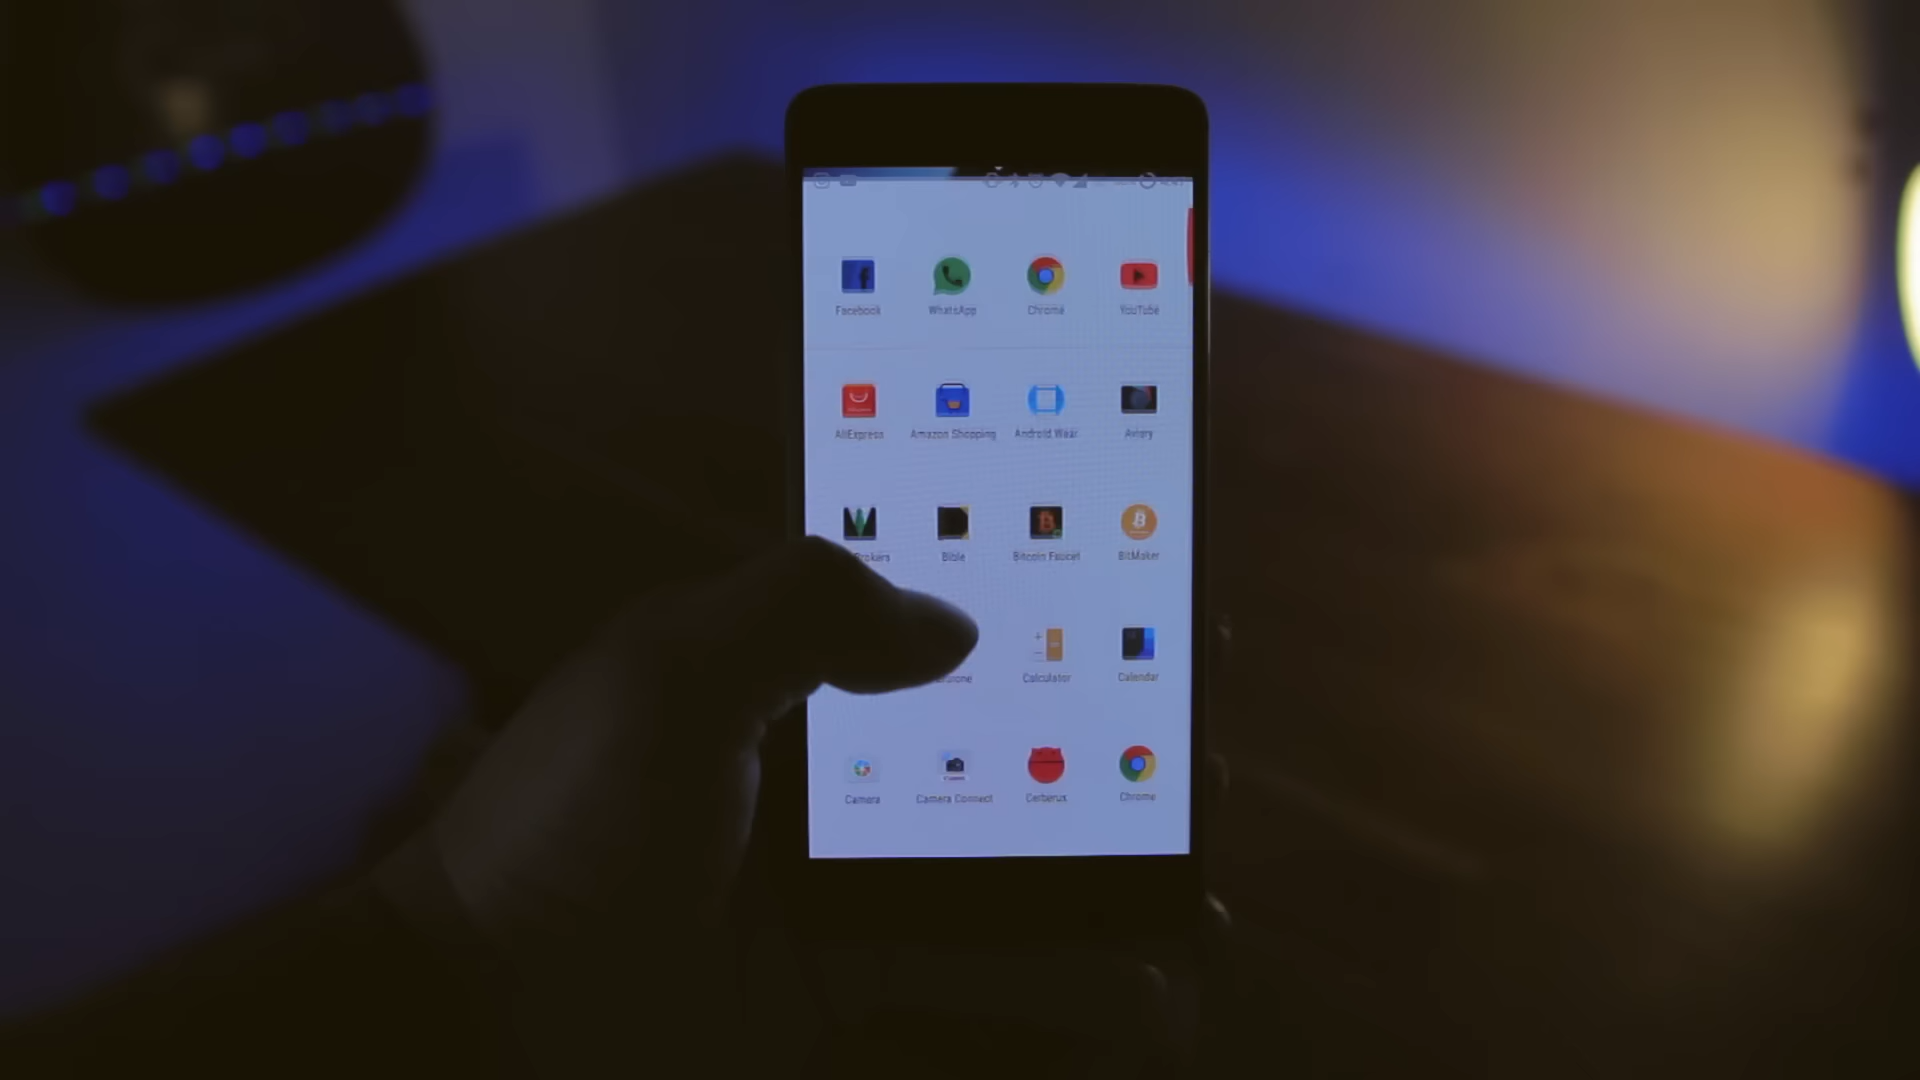 Facebook WhatsApp Chrome YouTube
AliExpress Amazon Shopping Android Wear Aviary
Brokers Bible Bitcoin Faucet BitMaker
Calculator Calendar
Camera Camera Connect Cerberus Chrome